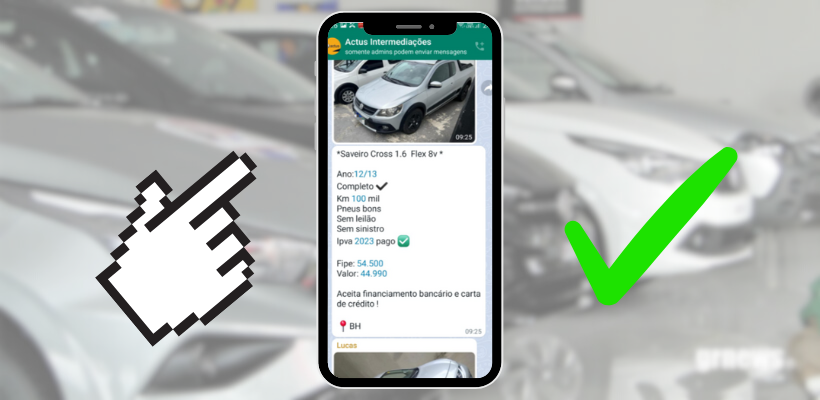 Actus Intermediações
somente admins podem enviar mensagens
09:25
*Saveiro Cross 1.6 Flex 8v *
Ano:12/13
Completo ✔
Km 100 mil
Pneus bons
Sem leilão
Sem sinistro
Ipva 2023 pago ✅
Fipe: 54.500
Valor: 44.990
Aceita financiamento bancário e carta
de crédito !
📍 BH
09:25
Lucas